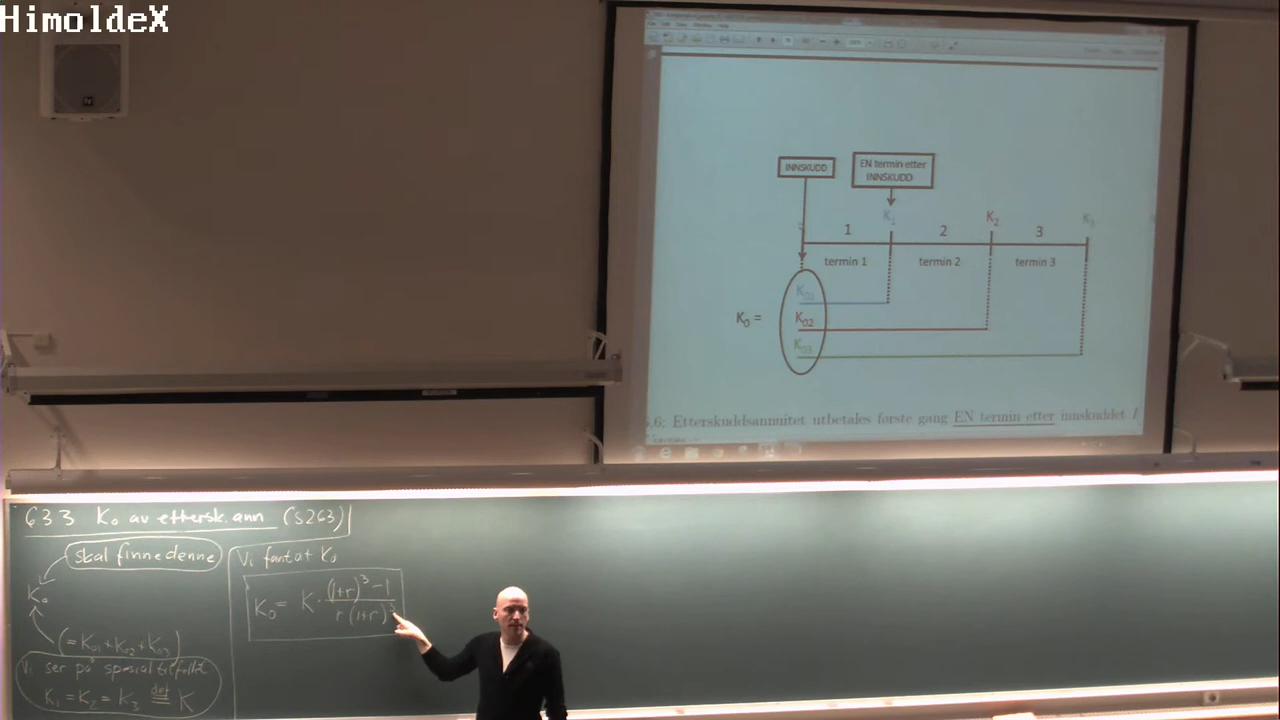 HimoldeX
INNSKUDD
EN termin etter
INNSKUDD
K₁ K₂ K₃
1 2 3
termin 1 termin 2 termin 3
K₀₁
K₀ = K₀₂
K₀₃
6: Etterskuddsannuitet utbetales første gang EN termin etter innskuddet
6.3.3 K₀ av ettersk.ann (s263)
skal finne denne
K₀
(= K₀₁+K₀₂+K₀₃)
Vi ser på spesialtilfellet
K₁ = K₂ = K₃ det = K
Vi fant at K₀
K₀ = K · (1+r)³ - 1 / r(1+r)³